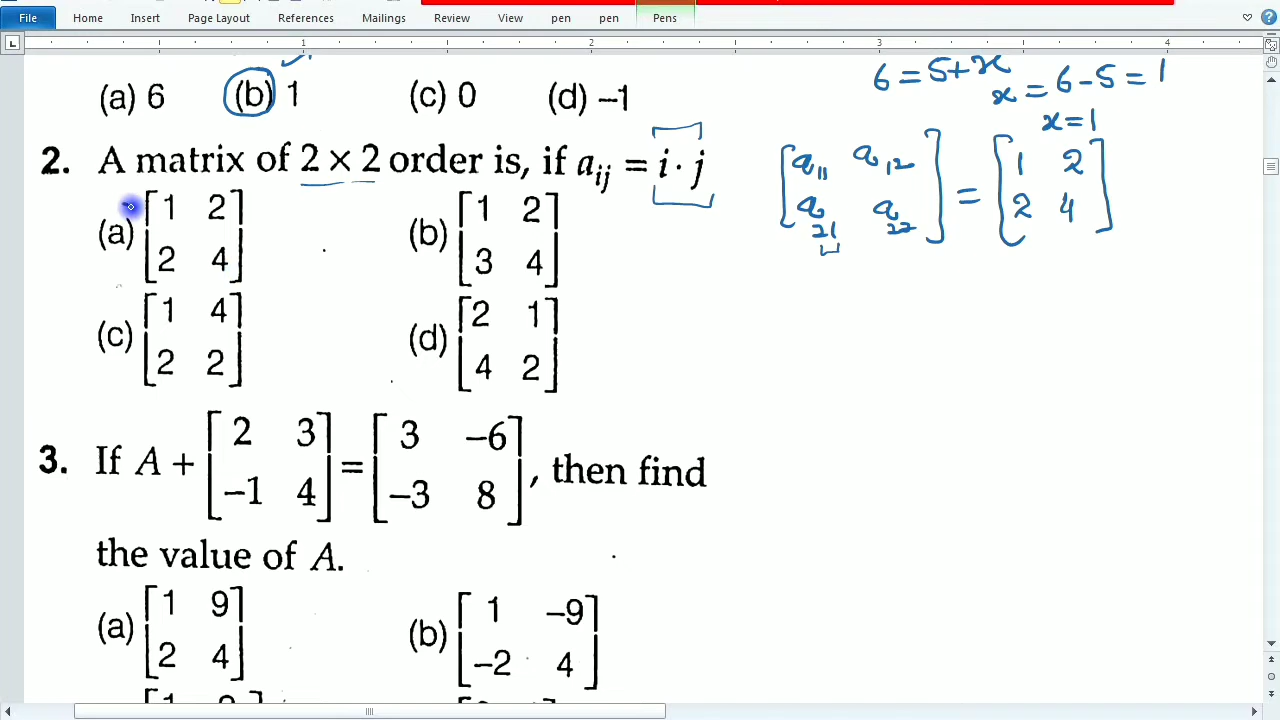 File Home Insert Page Layout References Mailings Review View pen pen Pens
1 2 3 4
6 = 5 + x
x = 6 - 5 = 1
x = 1
(a) 6 (b) 1 (c) 0 (d) –1
2. A matrix of 2 × 2 order is, if aij = i · j
[a11 a12
a21 a22] = [1 2
2 4]
(a) [1 2
2 4]
(b) [1 2
3 4]
(c) [1 4
2 2]
(d) [2 1
4 2]
3. If A + [2 3
–1 4] = [3 –6
–3 8], then find
the value of A.
(a) [1 9
2 4]
(b) [1 –9
–2 4]